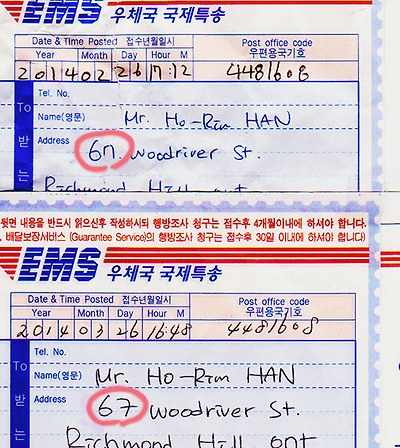 EMS 우체국 국제특송
Date & Time Posted 접수년월일시 Post office code
Year Month Day Hour M 우편용국기호
2014 02 26 17:12 4481608
To Tel. No.
Name(영문) Mr. Ho-Rim HAN
받 Address 67. Woodriver St.
는 Richmond Hill ont
뒷면 내용을 반드시 읽으신후 작성하시되 행방조사 청구는 접수후 4개월이내에 하셔야 합니다.
배달보장서비스 (Guarantee Service)의 행방조사 청구는 접수후 30일 이내에 하셔야 합니다)
EMS 우체국 국제특송
Date & Time Posted 접수년월일시 Post office code
Year Month Day Hour M 우편용국기호
2014 03 26 16:48 4481608
To Tel. No.
Name(영문) Mr. Ho-Rim HAN
받 Address 67 Woodriver St.
는 Richmond Hill ont